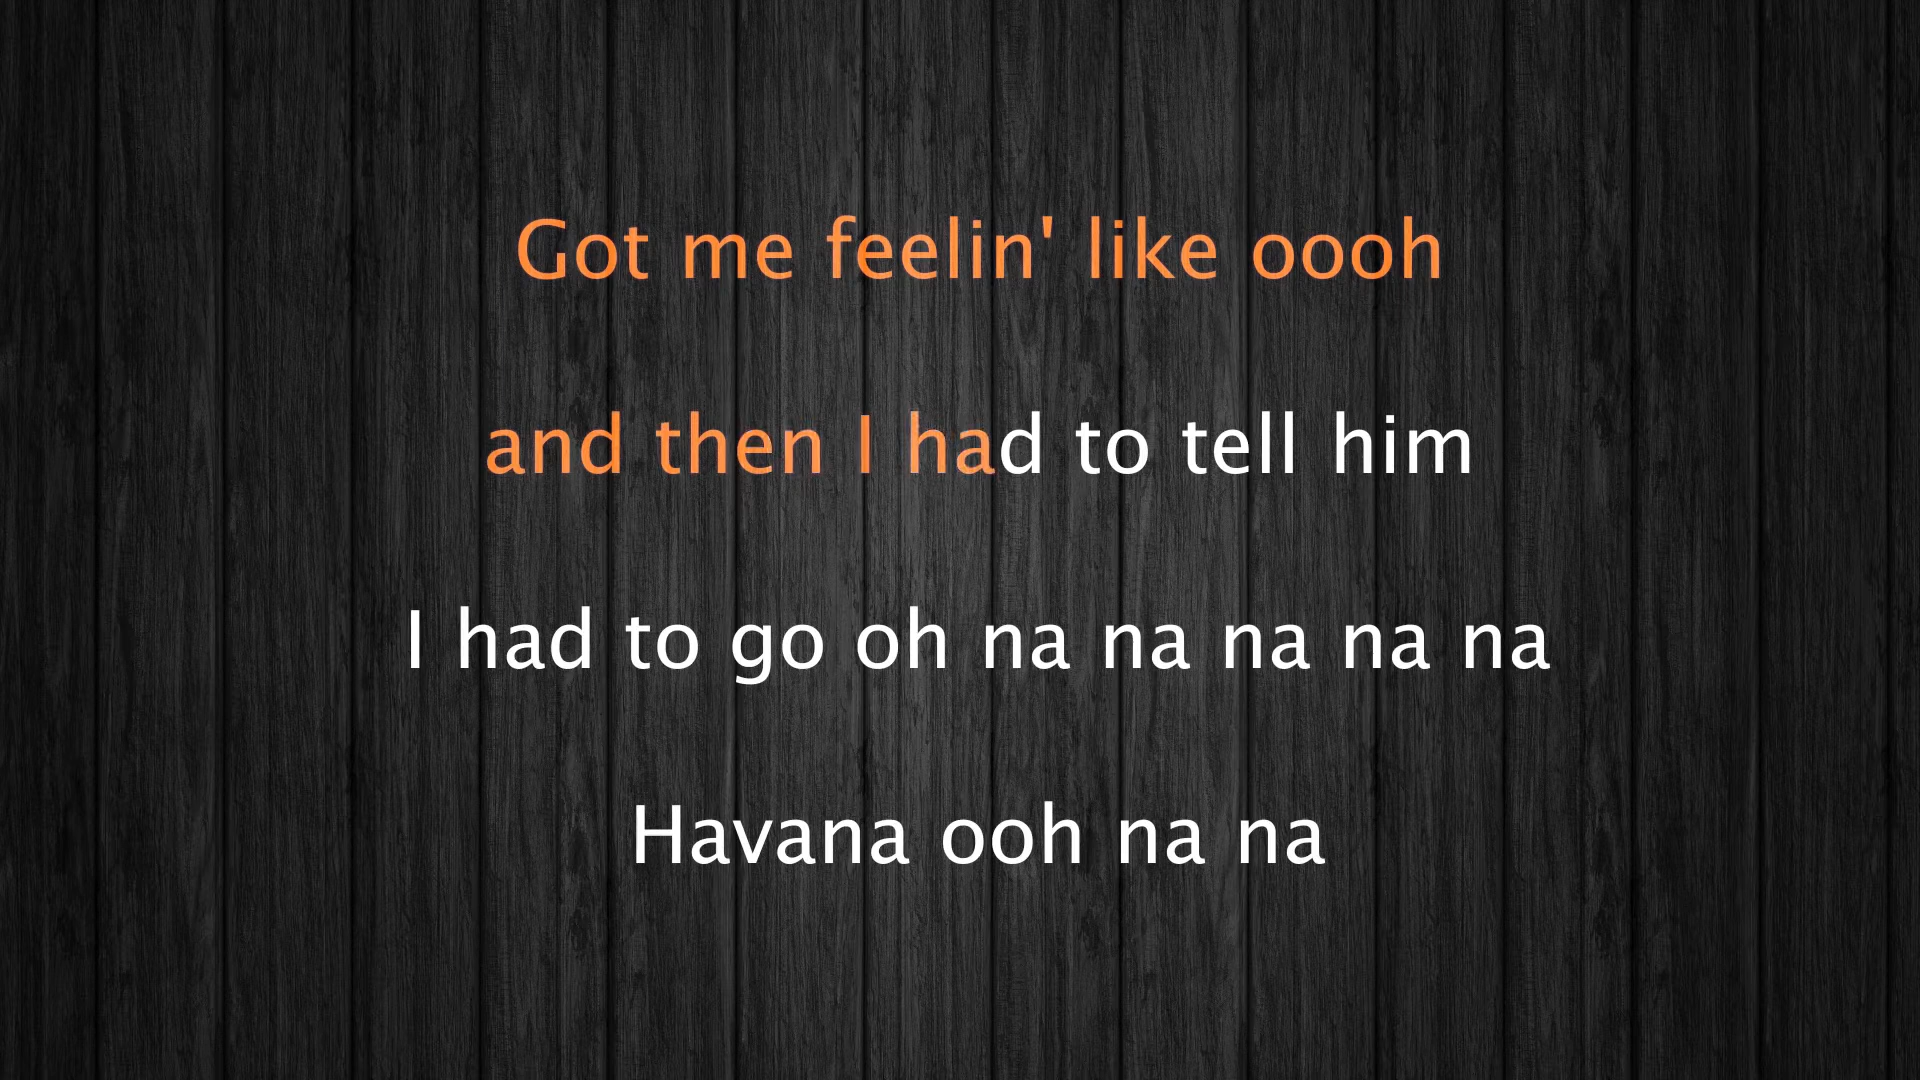 Got me feelin' like oooh
and then I had to tell him
I had to go oh na na na na na
Havana ooh na na